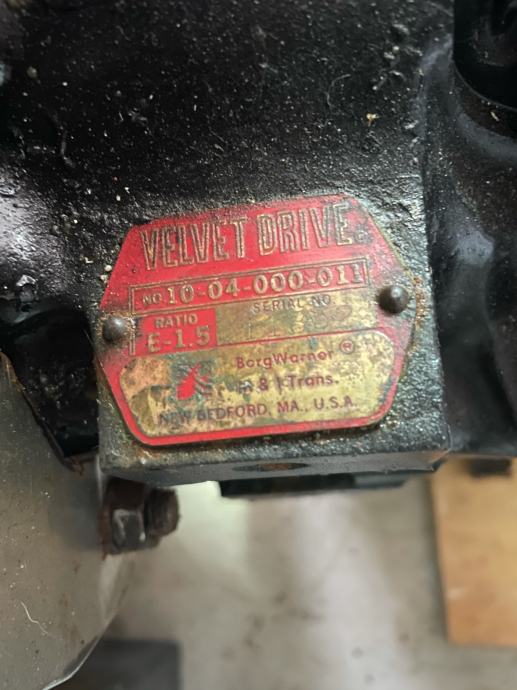 VELVET DRIVE
NO 10-04-000-011
RATIO
SERIAL NO
E-1.5
BorgWarner ®
& I Trans.
NEW BEDFORD, MA., U.S.A.